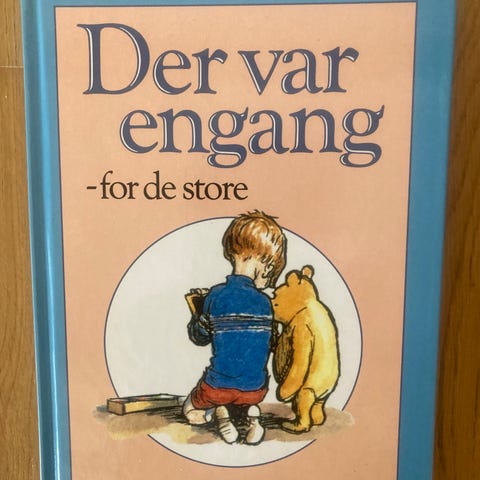 Der var
engang
-for de store